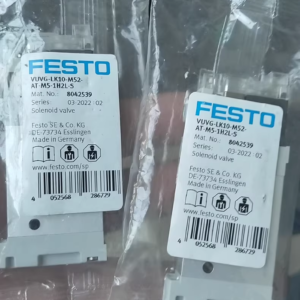 FESTO
VUVG-LK10-M52-
AT-M5-1H2L-S
Mat. No.: 8042539
Series: 03-2022 02
Solenoid valve
Festo SE & Co. KG
DE-73734 Esslingen
Made in Germany
www.festo.com/sp
4 052568 286779
FESTO
VUVG-LK10-M52-
AT-M5-1H2L-S
Mat. No.: 8042539
Series: 03-2022 02
Solenoid valve
Festo SE & Co. KG
DE-73734 Esslingen
Made in Germany
www.festo.com/sp
4 052568 286779